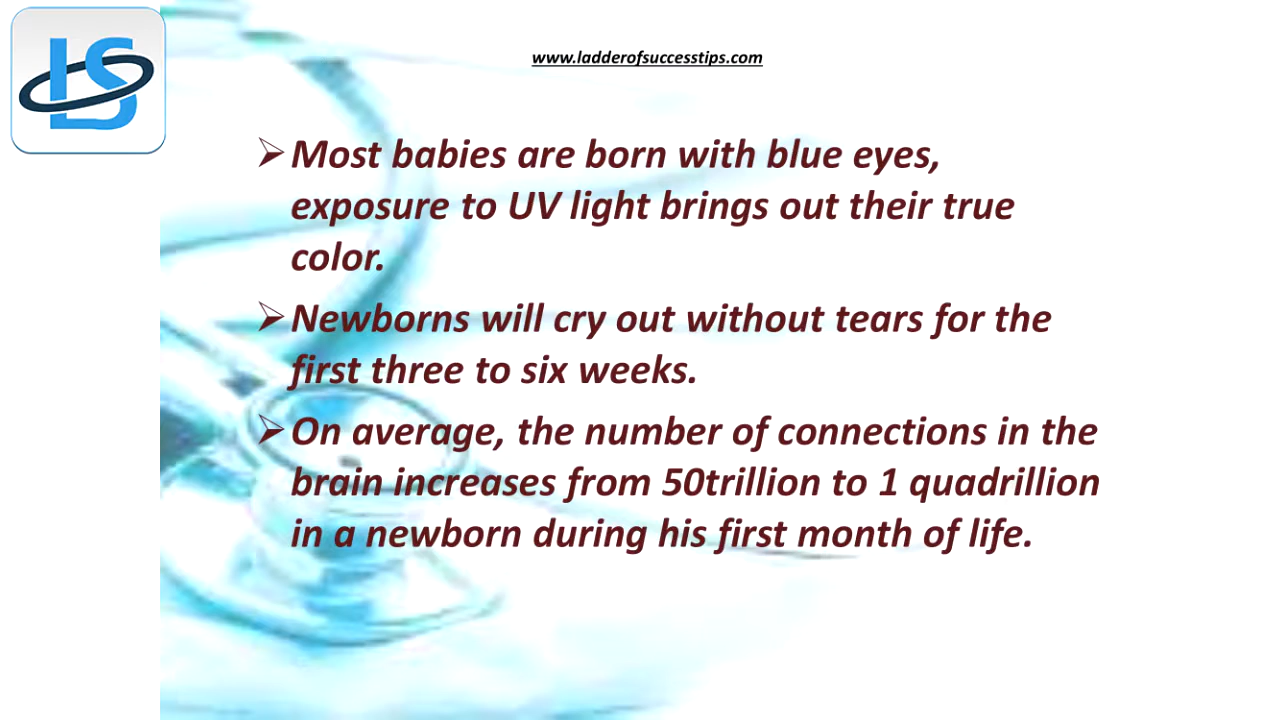 LS
www.ladderofsuccesstips.com
Most babies are born with blue eyes,
exposure to UV light brings out their true
color.
Newborns will cry out without tears for the
first three to six weeks.
On average, the number of connections in the
brain increases from 50trillion to 1 quadrillion
in a newborn during his first month of life.